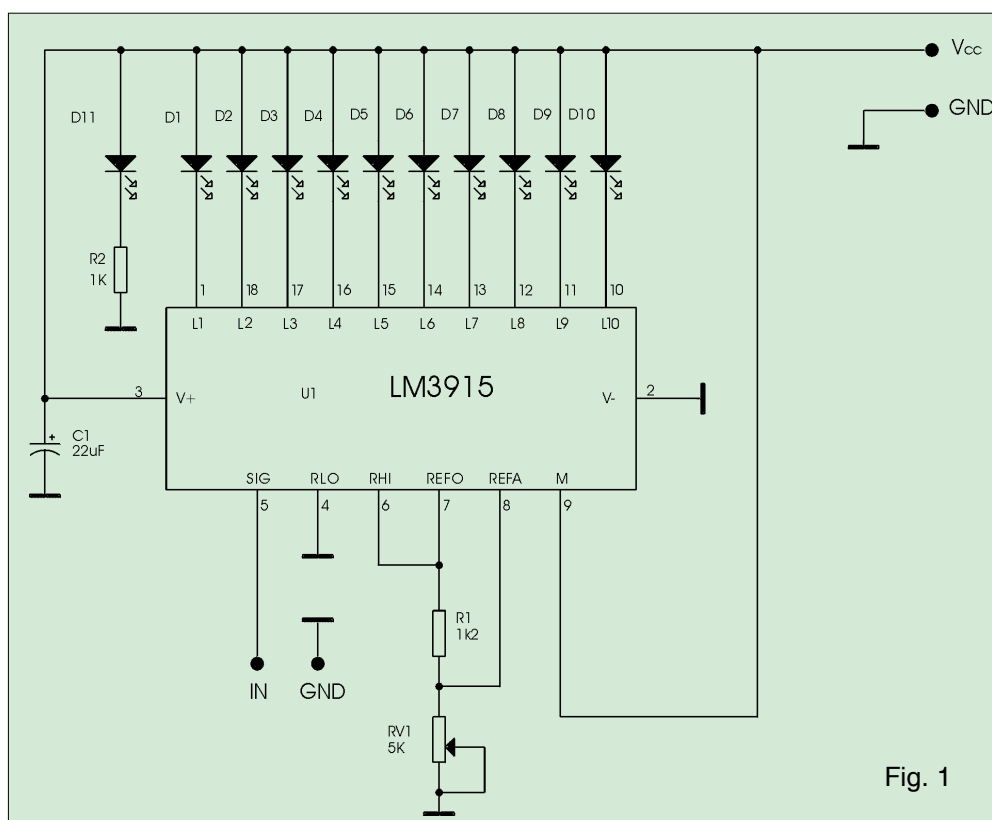 Vcc
GND
D11 D1 D2 D3 D4 D5 D6 D7 D8 D9 D10
R2
1K
1 18 17 16 15 14 13 12 11 10
L1 L2 L3 L4 L5 L6 L7 L8 L9 L10
3 V+ U1 LM3915 V- 2
+ C1
22uF
SIG RLO RHI REFO REFA M
5 4 6 7 8 9
R1
1k2
IN GND
RV1
5K
Fig. 1